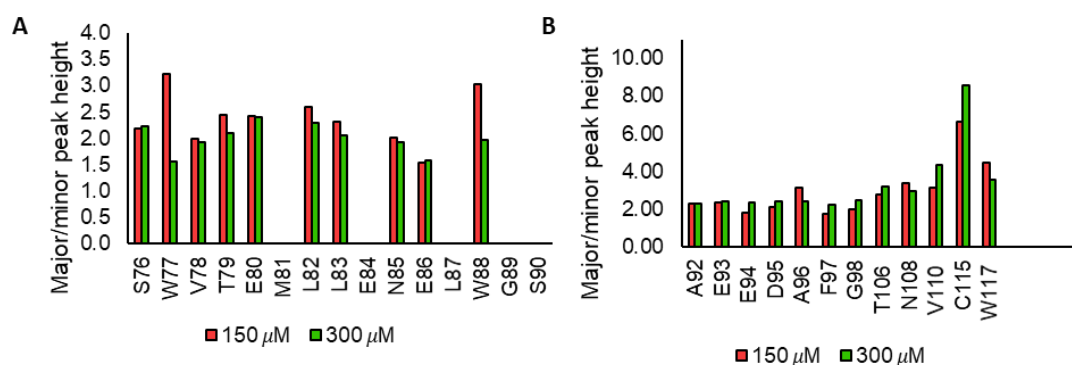 A
Major/minor peak height
4.0
3.5
3.0
2.5
2.0
1.5
1.0
0.5
0.0
S76
W77
V78
T79
E80
M81
L82
L83
E84
N85
E86
L87
W88
G89
S90
150 µM 300 µM
B
Major/minor peak height
10.00
8.00
6.00
4.00
2.00
0.00
A92
E93
E94
D95
A96
F97
G98
T106
N108
V110
C115
W117
150 µM 300 µM